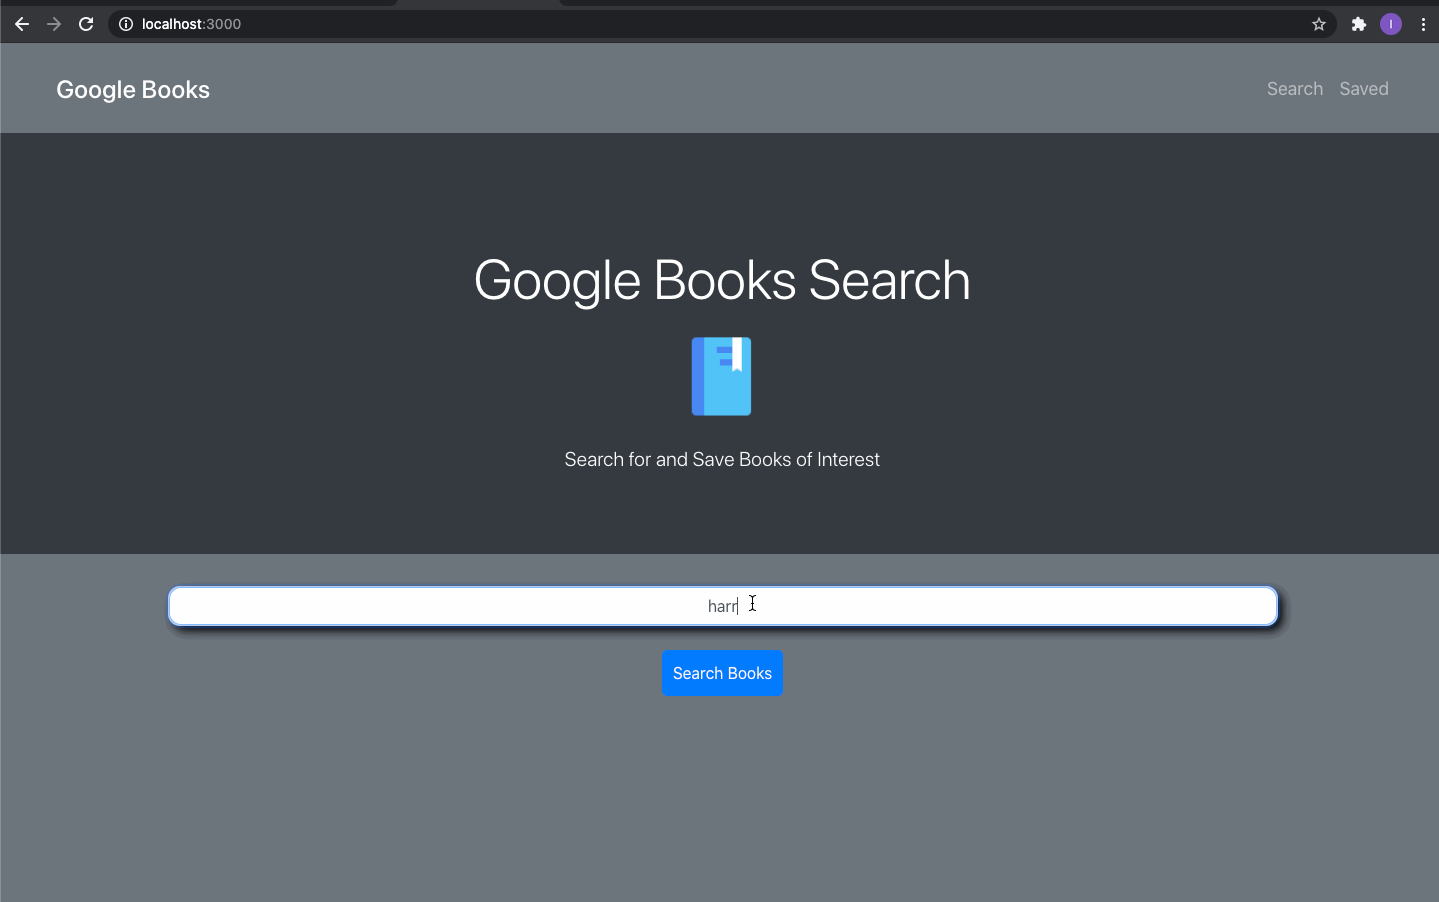 localhost:3000
I
Google Books
Search Saved
Google Books Search
Search for and Save Books of Interest
harr
Search Books